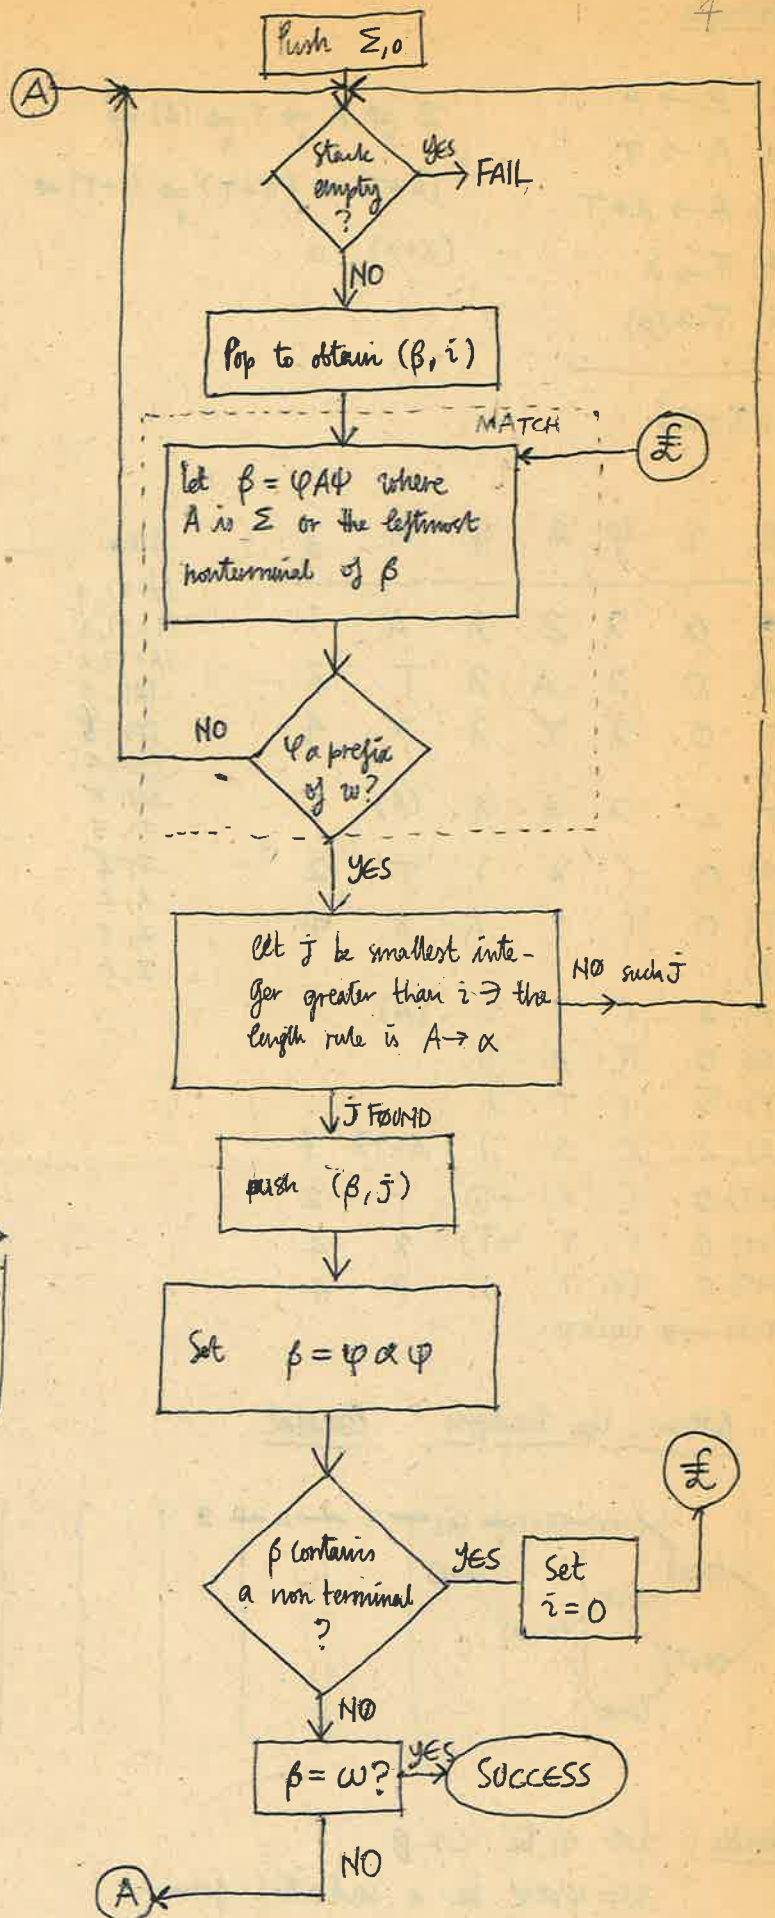 4
Push Σ,0
A
Stack
empty
?
YES
FAIL
NO
Pop to obtain (β, i)
MATCH
£
Let β = φAψ where
A is Σ or the leftmost
nonterminal of β
NO
φ a prefix
of w?
YES
let j be smallest inte-
ger greater than i ∋ the
length rule is A → α
NO such j
j FOUND
push (β, j)
Set β = φ α ψ
£
β contains
a non terminal
?
YES
Set
i = 0
NO
β = ω?
YES
SUCCESS
NO
A